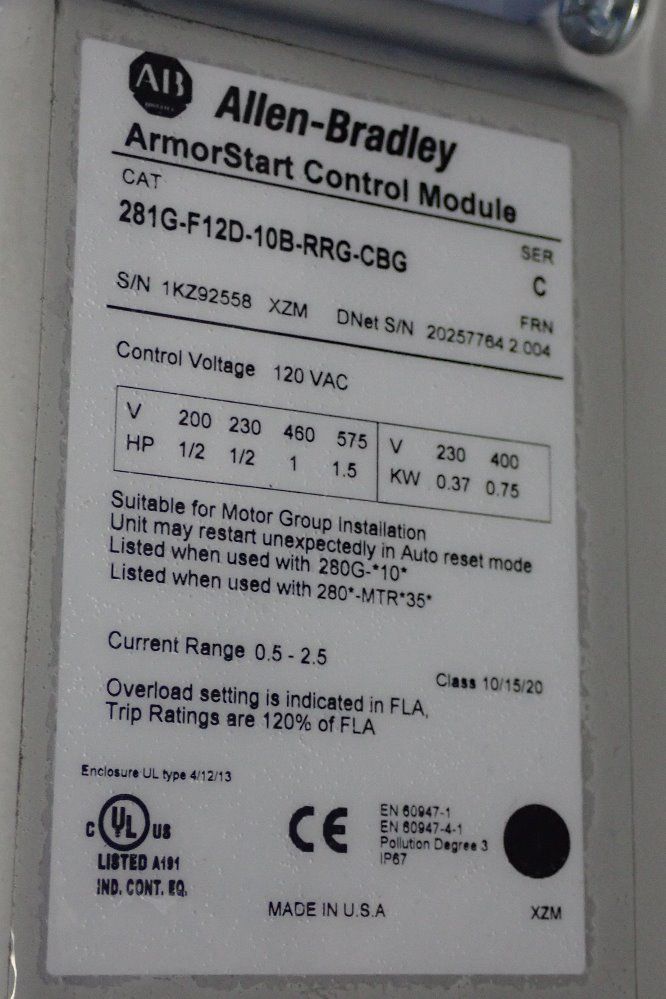 AB
Allen-Bradley
ArmorStart Control Module
CAT
281G-F12D-10B-RRG-CBG
SER
C
S/N 1KZ92558 XZM DNet S/N 20257764
FRN
2.004
Control Voltage 120 VAC
V 200 230 460 575
HP 1/2 1/2 1 1.5
V 230 400
KW 0.37 0.75
Suitable for Motor Group Installation
Unit may restart unexpectedly in Auto reset mode
Listed when used with 280G-*10*
Listed when used with 280*-MTR*35*
Current Range 0.5 - 2.5
Class 10/15/20
Overload setting is indicated in FLA,
Trip Ratings are 120% of FLA
Enclosure UL type 4/12/13
C UL US
LISTED A191
IND. CONT. EQ.
CE
EN 60947-1
EN 60947-4-1
Pollution Degree 3
IP67
MADE IN U.S.A
XZM